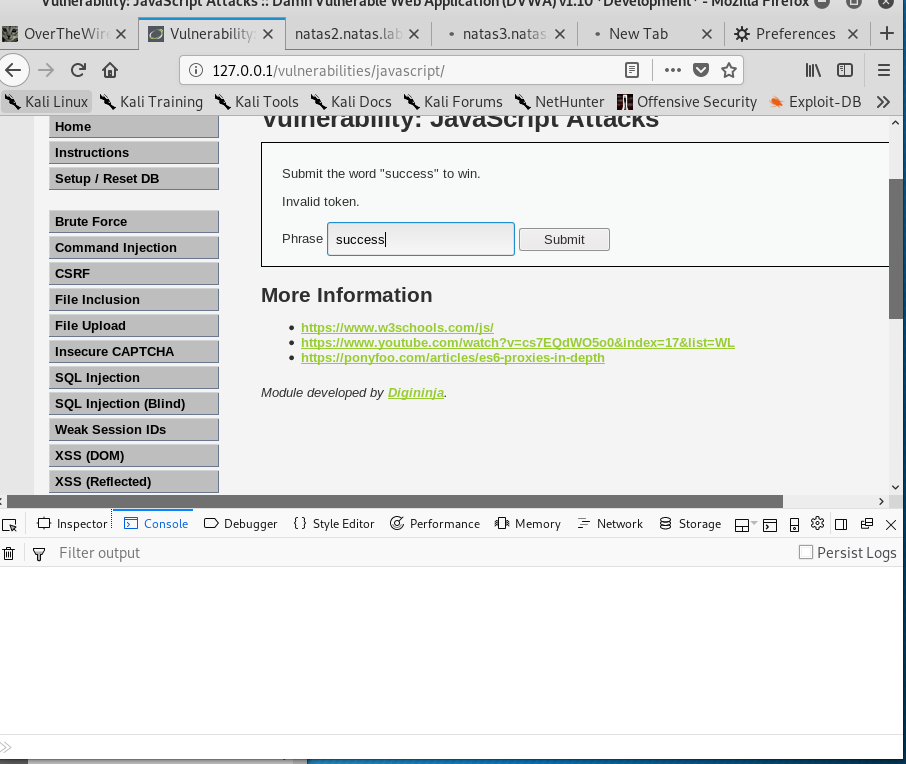 Vulnerability: JavaScript Attacks :: Damn Vulnerable Web Application (DVWA) v1.10 *Development* - Mozilla Firefox
OverTheWire Vulnerability: natas2.natas.lab natas3.natas New Tab Preferences
127.0.0.1/vulnerabilities/javascript/
Kali Linux Kali Training Kali Tools Kali Docs Kali Forums NetHunter Offensive Security Exploit-DB
Vulnerability: JavaScript Attacks
Home
Instructions
Setup / Reset DB
Brute Force
Command Injection
CSRF
File Inclusion
File Upload
Insecure CAPTCHA
SQL Injection
SQL Injection (Blind)
Weak Session IDs
XSS (DOM)
XSS (Reflected)
Submit the word "success" to win.
Invalid token.
Phrase success Submit
More Information
https://www.w3schools.com/js/
https://www.youtube.com/watch?v=cs7EQdWO5o0&index=17&list=WL
https://ponyfoo.com/articles/es6-proxies-in-depth
Module developed by Digininja.
Inspector Console Debugger Style Editor Performance Memory Network Storage
Filter output Persist Logs